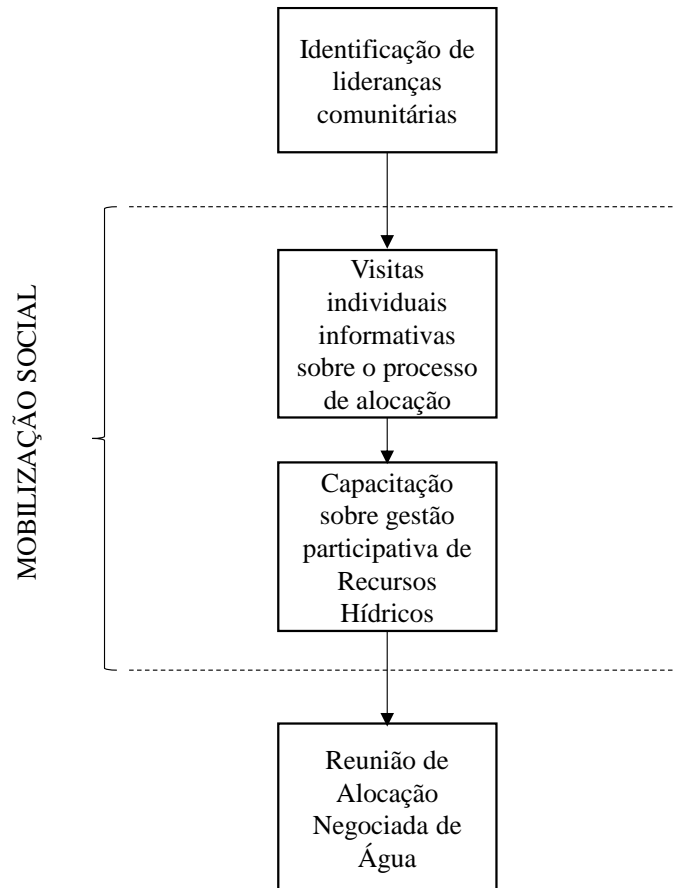 Identificação de
lideranças
comunitárias
MOBILIZAÇÃO SOCIAL
Visitas
individuais
informativas
sobre o processo
de alocação
Capacitação
sobre gestão
participativa de
Recursos
Hídricos
Reunião de
Alocação
Negociada de
Água